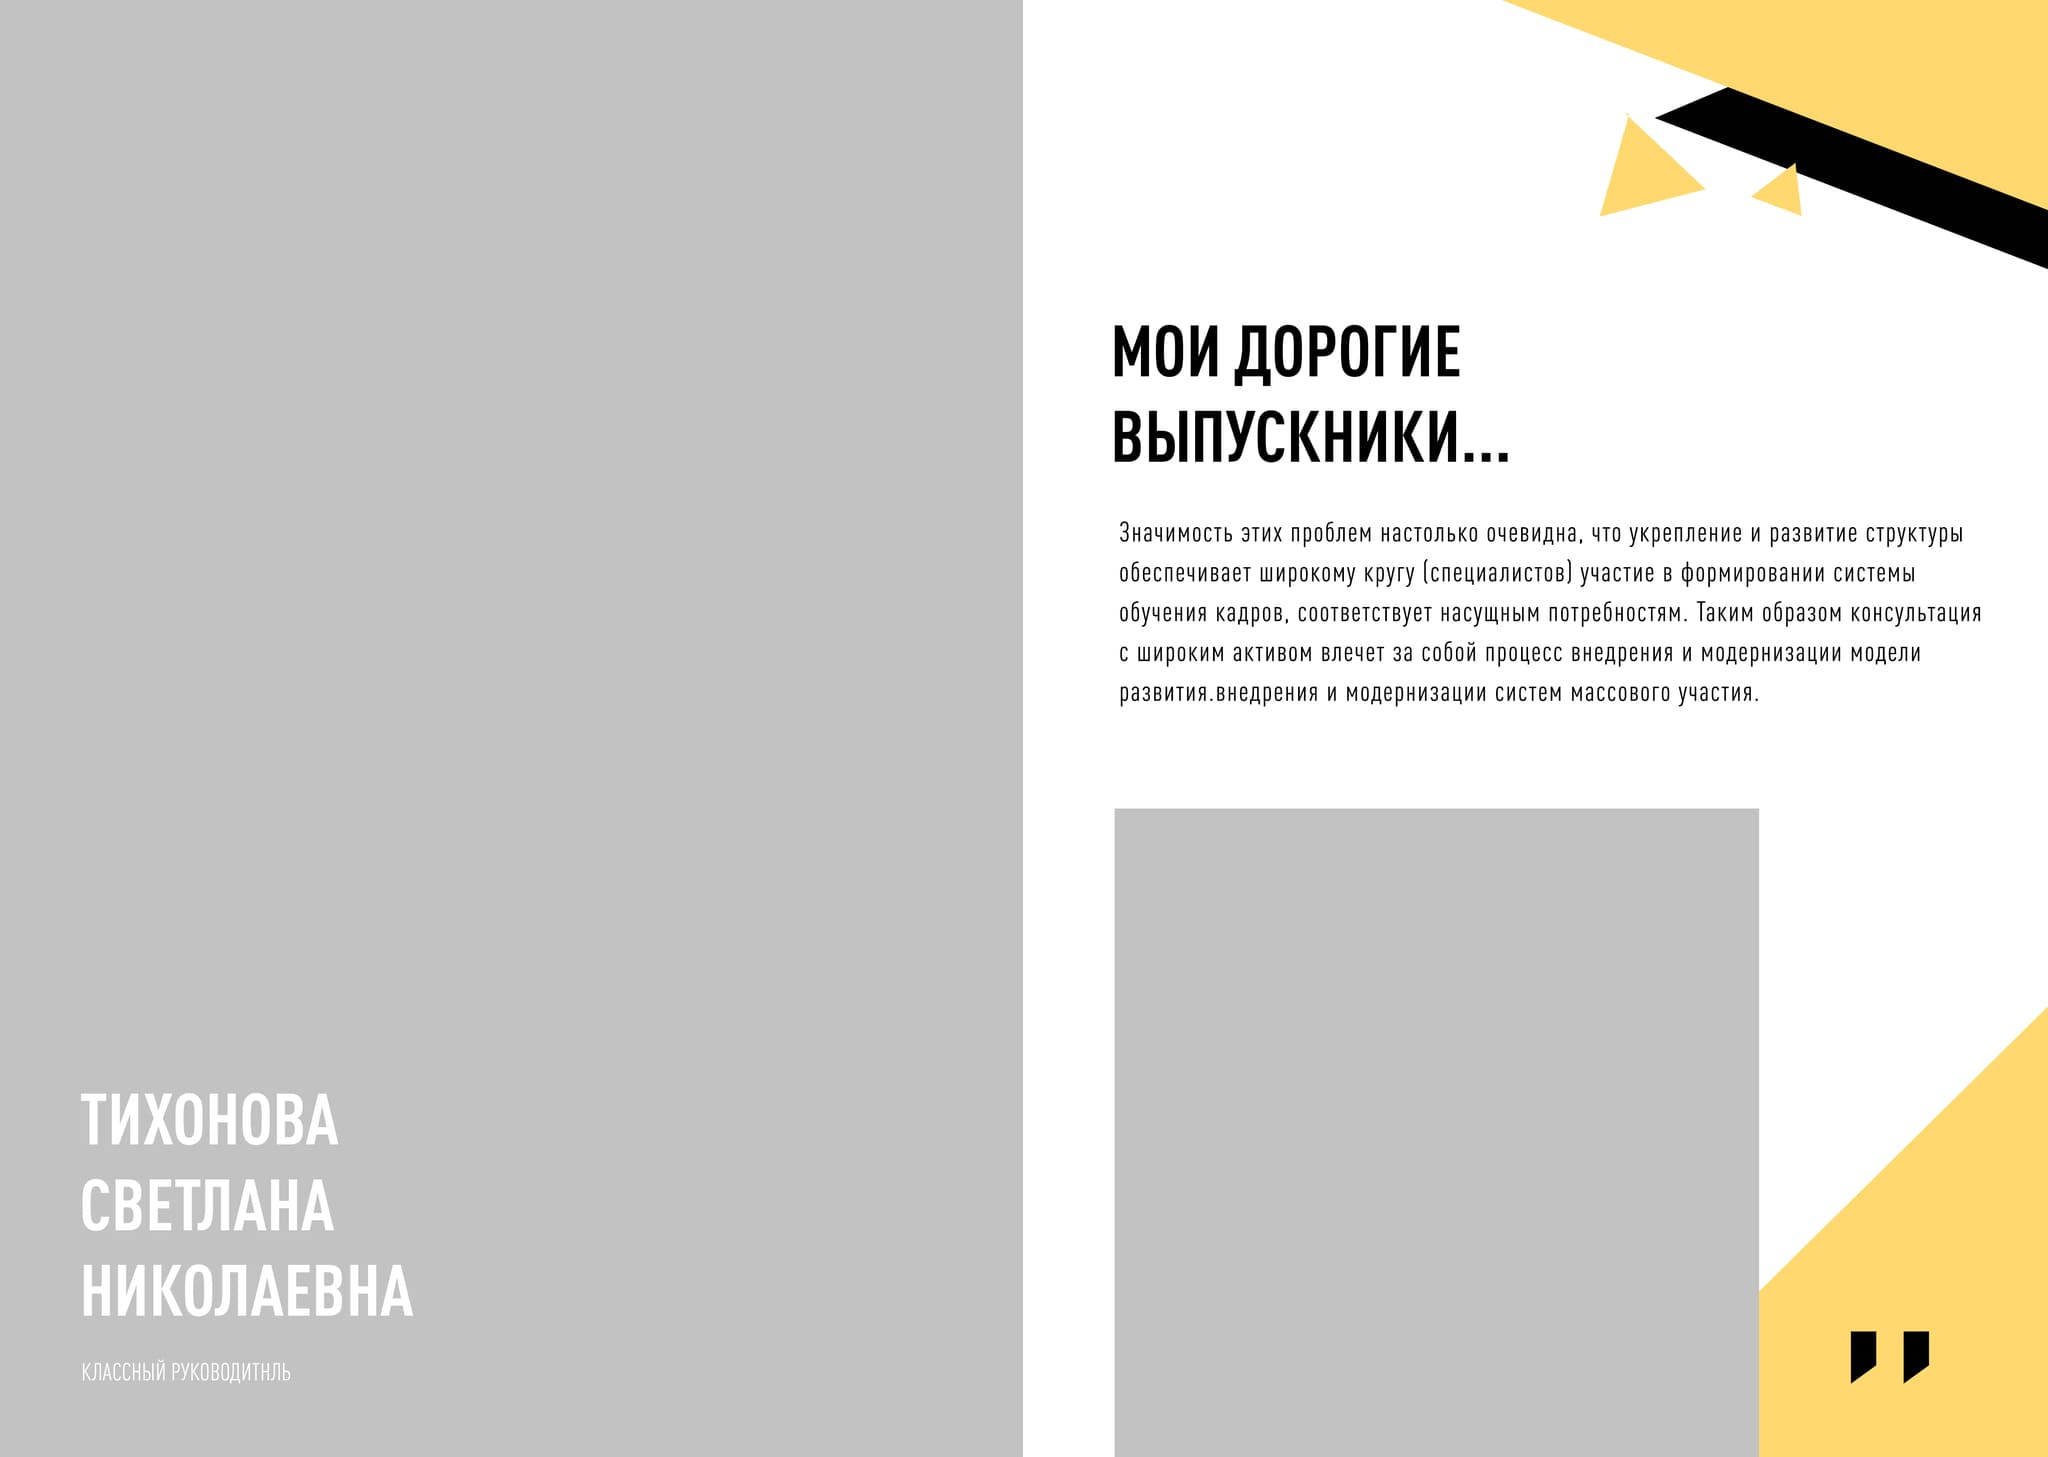 ТИХОНОВА
СВЕТЛАНА
НИКОЛАЕВНА
КЛАССНЫЙ РУКОВОДИТНЛЬ
МОИ ДОРОГИЕ
ВЫПУСКНИКИ...
Значимость этих проблем настолько очевидна, что укрепление и развитие структуры
обеспечивает широкому кругу (специалистов) участие в формировании системы
обучения кадров, соответствует насущным потребностям. Таким образом консультация
с широким активом влечет за собой процесс внедрения и модернизации модели
развития.внедрения и модернизации систем массового участия.